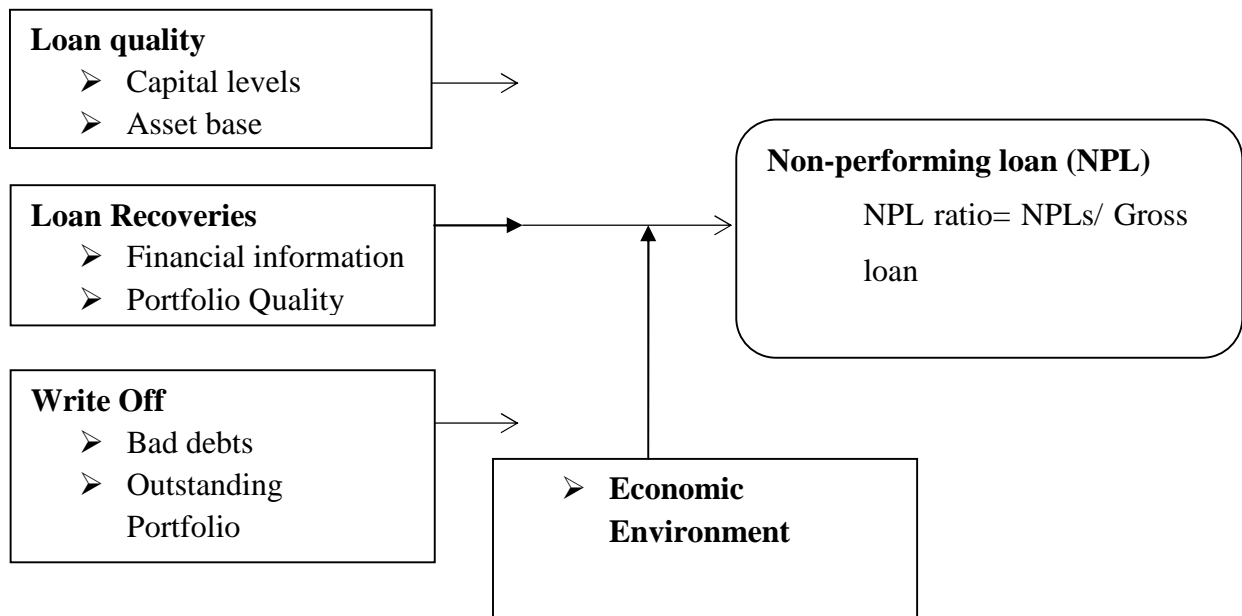 Loan quality
➢ Capital levels
➢ Asset base
Loan Recoveries
➢ Financial information
➢ Portfolio Quality
Write Off
➢ Bad debts
➢ Outstanding
Portfolio
➢ Economic
Environment
Non-performing loan (NPL)
NPL ratio= NPLs/ Gross
loan